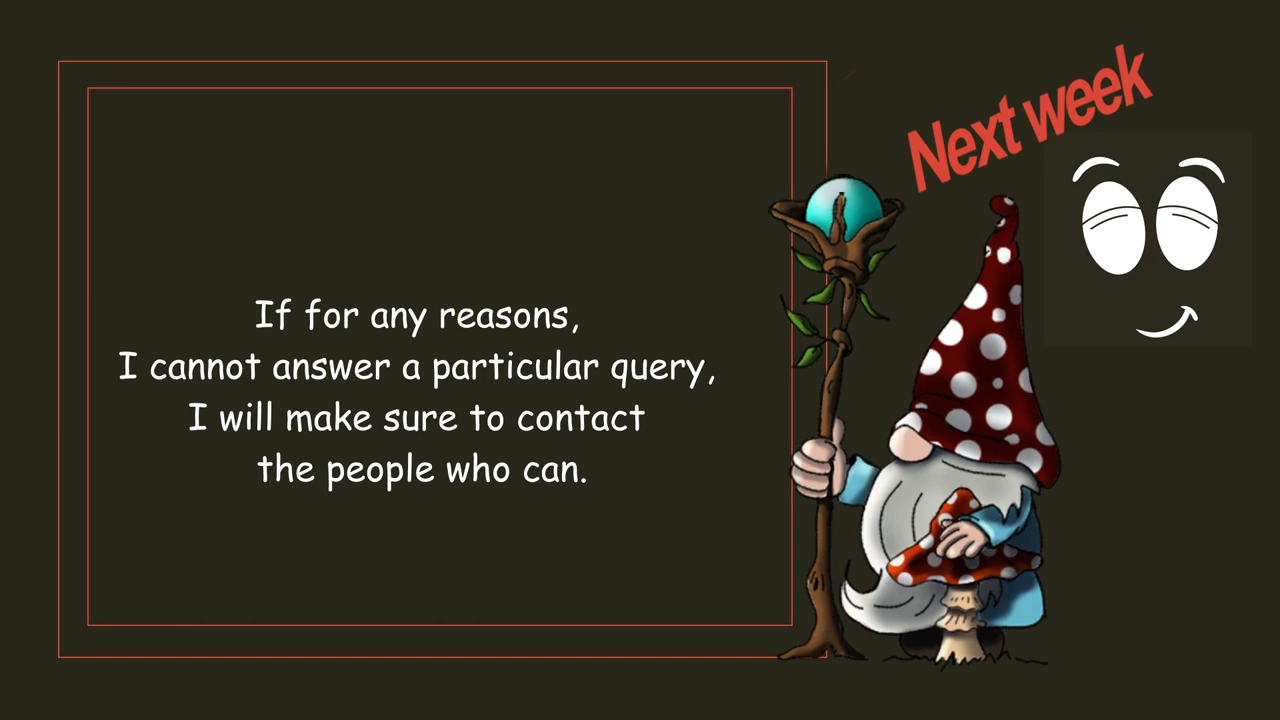 Next week
If for any reasons,
I cannot answer a particular query,
I will make sure to contact
the people who can.